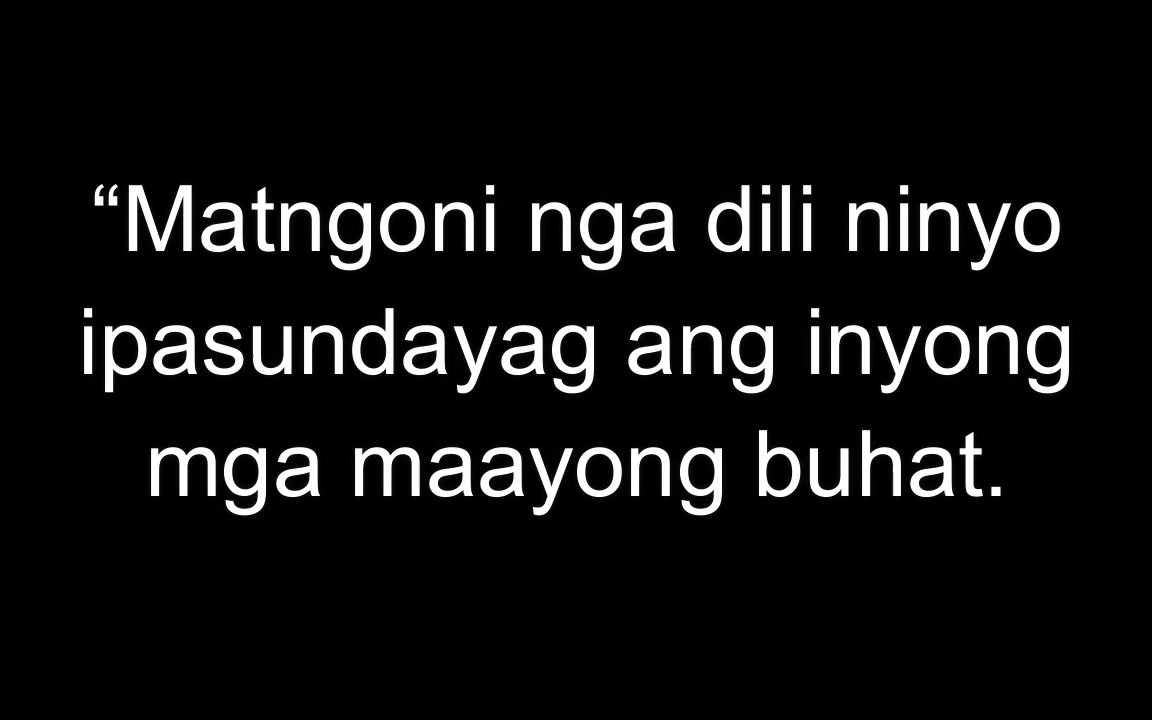 “Matngoni nga dili ninyo
ipasundayag ang inyong
mga maayong buhat.